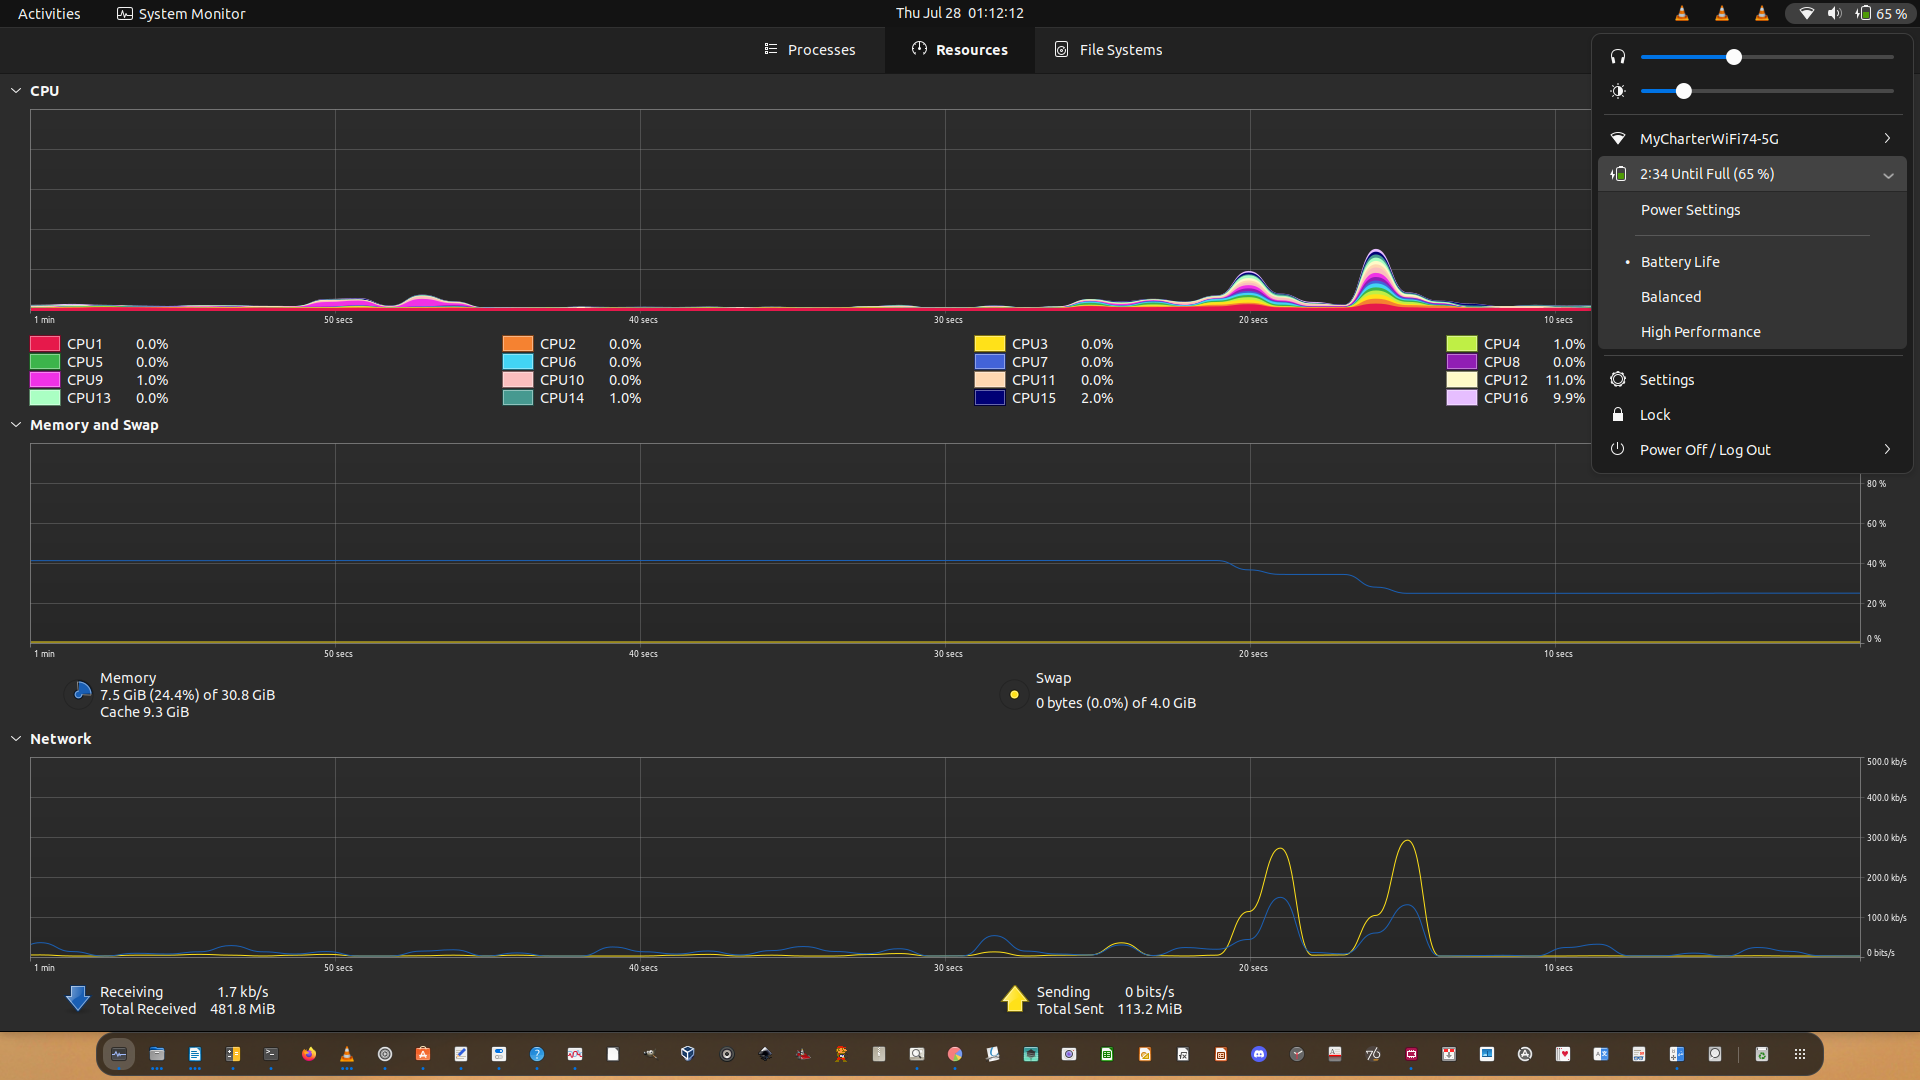 Activities System Monitor Thu Jul 28 01:12:12 65 %
Processes Resources File Systems
CPU
MyCharterWiFi74-5G
2:34 Until Full (65 %)
Power Settings
Battery Life
Balanced
High Performance
Settings
Lock
Power Off / Log Out
1 min 50 secs 40 secs 30 secs 20 secs 10 secs
CPU1 0.0% CPU2 0.0% CPU3 0.0% CPU4 1.0%
CPU5 0.0% CPU6 0.0% CPU7 0.0% CPU8 0.0%
CPU9 1.0% CPU10 0.0% CPU11 0.0% CPU12 11.0%
CPU13 0.0% CPU14 1.0% CPU15 2.0% CPU16 9.9%
Memory and Swap
80 %
60 %
40 %
20 %
0 %
1 min 50 secs 40 secs 30 secs 20 secs 10 secs
Memory
7.5 GiB (24.4%) of 30.8 GiB
Cache 9.3 GiB
Swap
0 bytes (0.0%) of 4.0 GiB
Network
500.0 kb/s
400.0 kb/s
300.0 kb/s
200.0 kb/s
100.0 kb/s
0 bits/s
1 min 50 secs 40 secs 30 secs 20 secs 10 secs
Receiving 1.7 kb/s
Total Received 481.8 MiB
Sending 0 bits/s
Total Sent 113.2 MiB